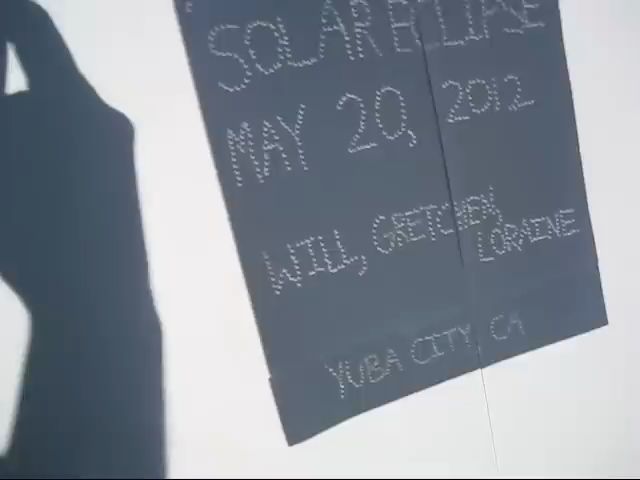 SOLAR ECLIPSE
MAY 20, 2012
WILL, GRETCHEN,
LORAINE
YUBA CITY, CA